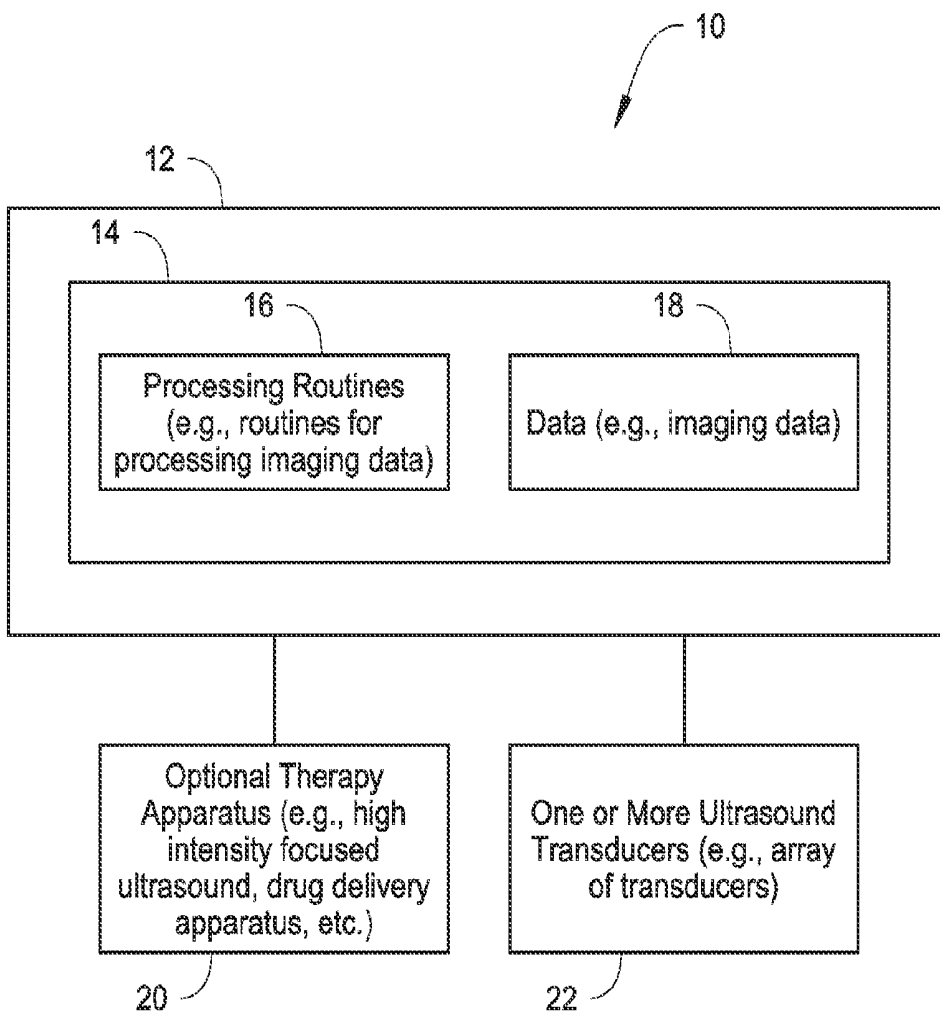 10
12
14
16
18
Processing Routines
(e.g., routines for
processing imaging data)
Data (e.g., imaging data)
Optional Therapy
Apparatus (e.g., high
intensity focused
ultrasound, drug delivery
apparatus, etc.)
One or More Ultrasound
Transducers (e.g., array
of transducers)
20
22